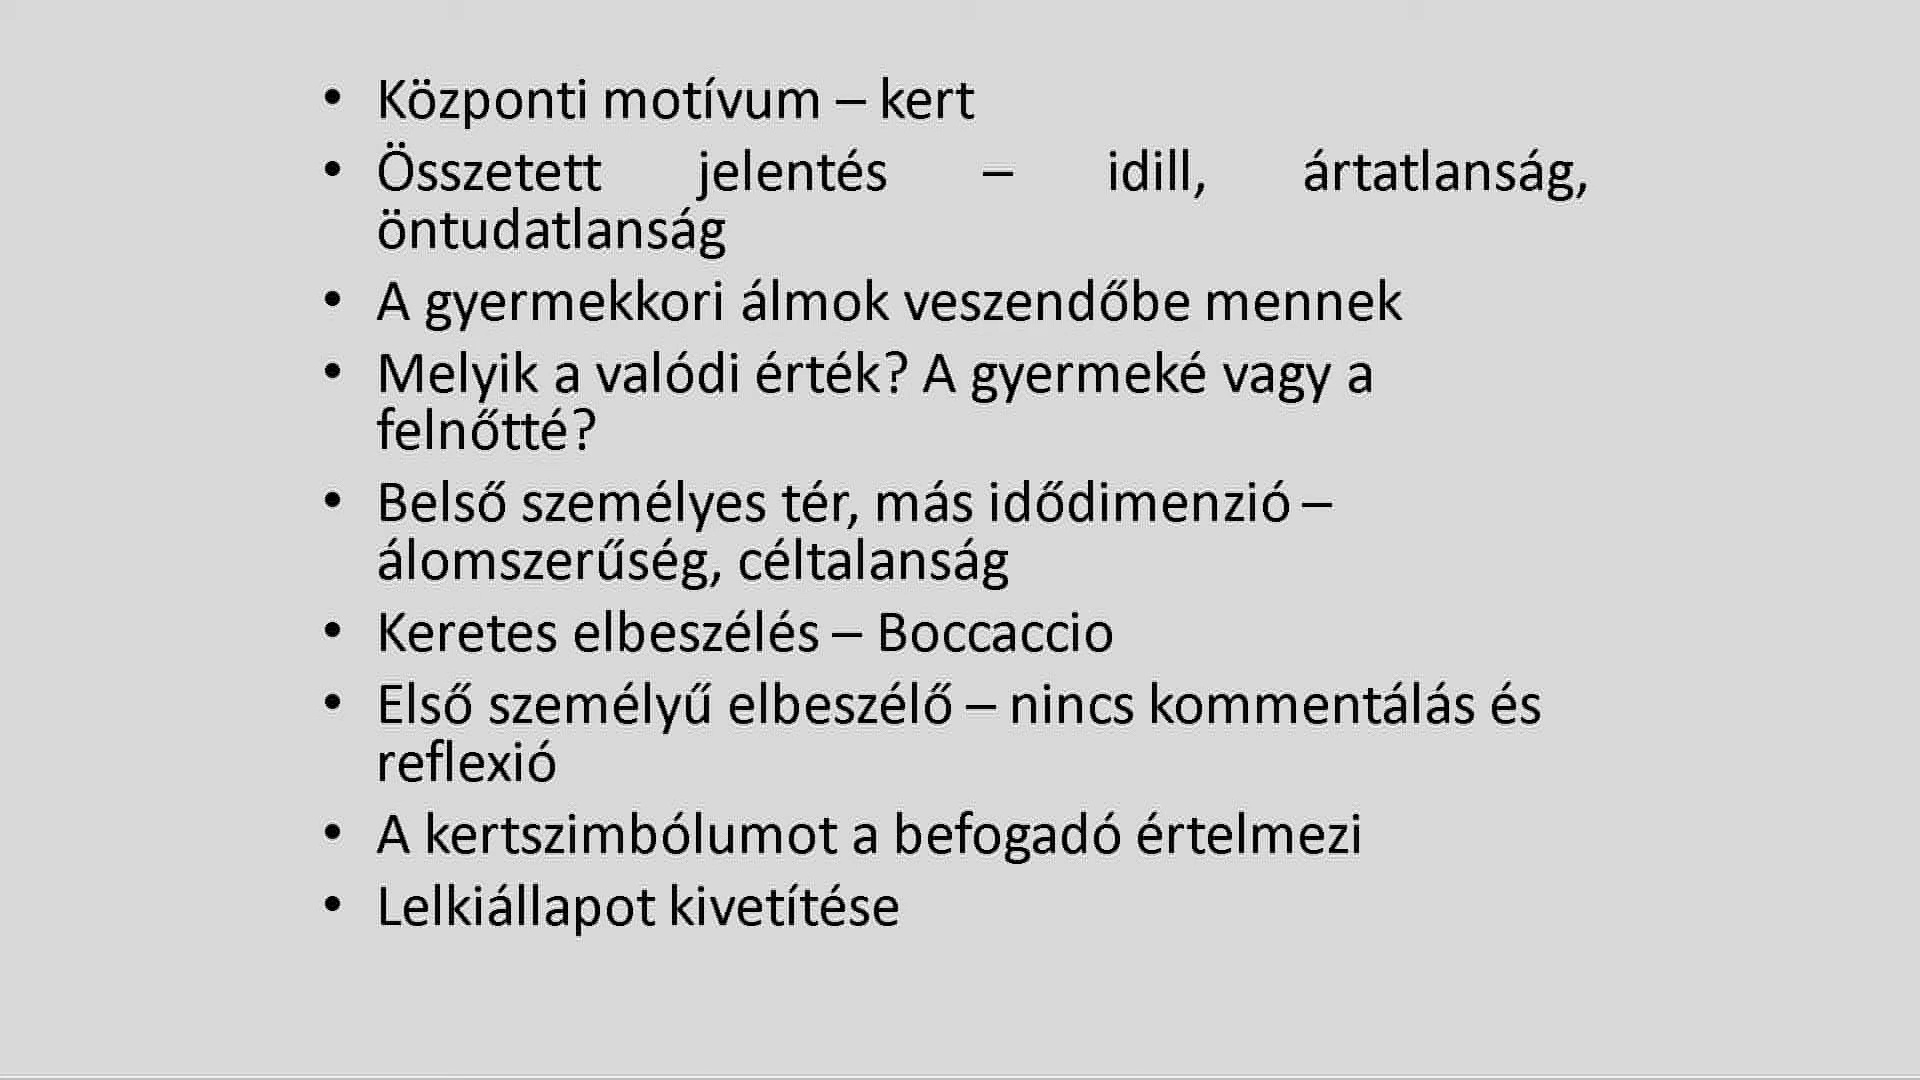 • Központi motívum – kert
• Összetett jelentés – idill, ártatlanság,
öntudatlanság
• A gyermekkori álmok veszendőbe mennek
• Melyik a valódi érték? A gyermeké vagy a
felnőtté?
• Belső személyes tér, más idődimenzió –
álomszerűség, céltalanság
• Keretes elbeszélés – Boccaccio
• Első személyű elbeszélő – nincs kommentálás és
reflexió
• A kertszimbólumot a befogadó értelmezi
• Lelkiállapot kivetítése